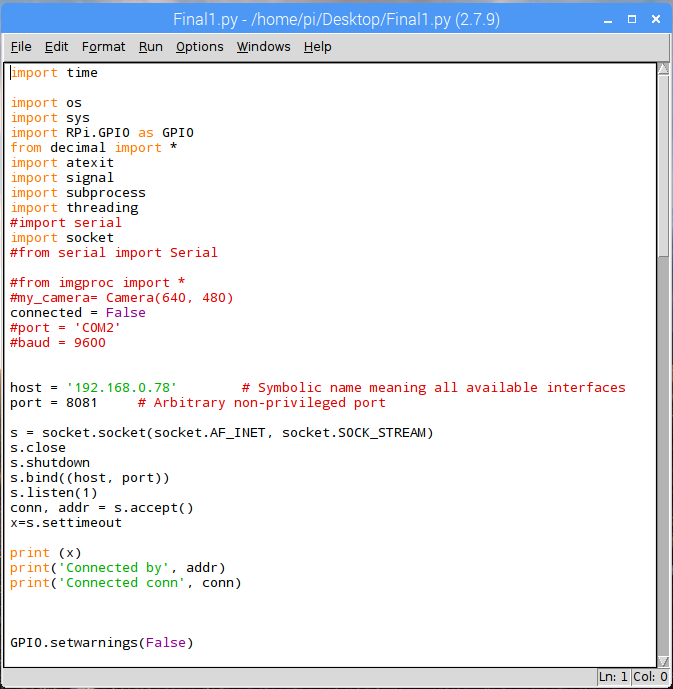 Final1.py - /home/pi/Desktop/Final1.py (2.7.9)
File Edit Format Run Options Windows Help
import time
import os
import sys
import RPi.GPIO as GPIO
from decimal import *
import atexit
import signal
import subprocess
import threading
#import serial
import socket
#from serial import Serial
#from imgproc import *
#my_camera= Camera(640, 480)
connected = False
#port = 'COM2'
#baud = 9600
host = '192.168.0.78'        # Symbolic name meaning all available interfaces
port = 8081     # Arbitrary non-privileged port
s = socket.socket(socket.AF_INET, socket.SOCK_STREAM)
s.close
s.shutdown
s.bind((host, port))
s.listen(1)
conn, addr = s.accept()
x=s.settimeout
print (x)
print('Connected by', addr)
print('Connected conn', conn)
GPIO.setwarnings(False)
Ln: 1 Col: 0